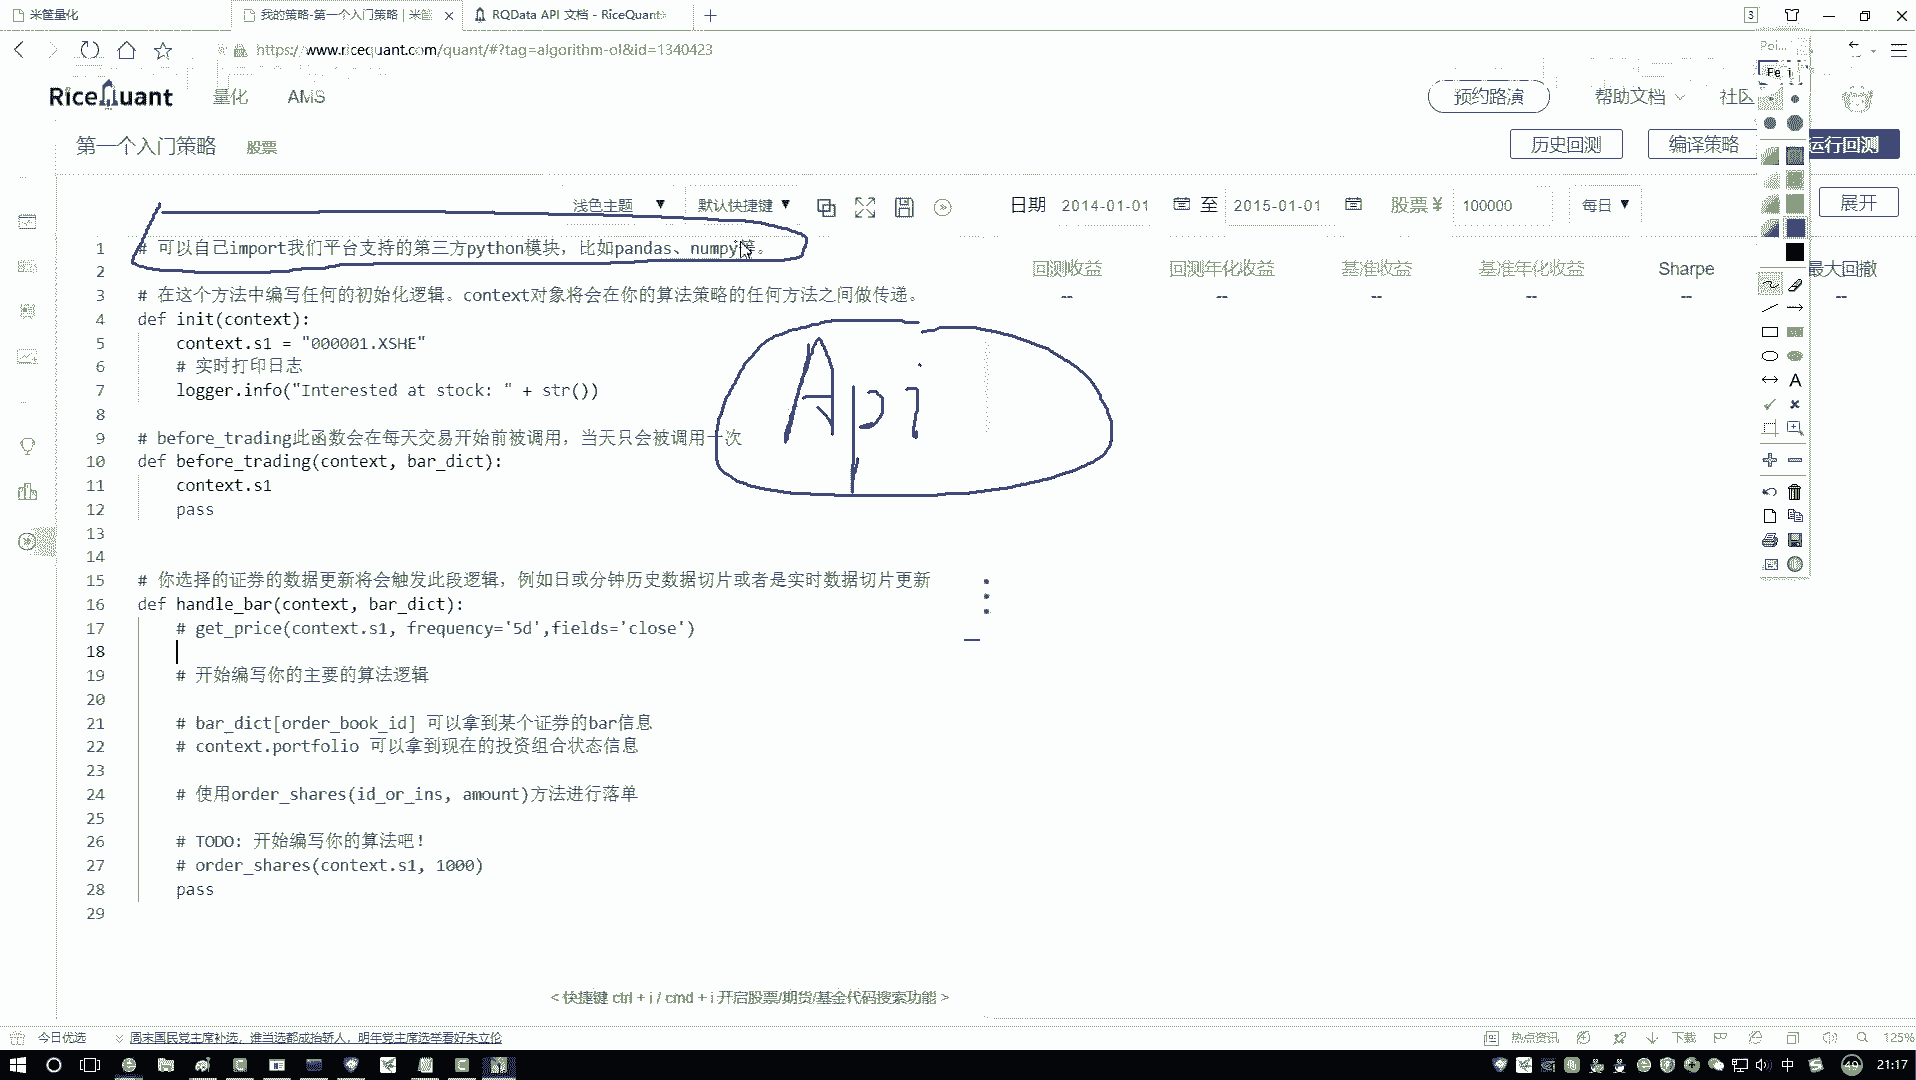 米筐量化
我的策略-第一个入门策略 | 米筐
RQData API 文档 - RiceQuant
3
https://www.ricequant.com/quant/#?tag=algorithm-ol&id=1340423
RiceQuant
量化
AMS
预约路演
帮助文档
社区
第一个入门策略
股票
历史回测
编译策略
运行回测
浅色主题
默认快捷键
日期
2014-01-01
至
2015-01-01
股票 ¥
100000
每日
展开
回测收益
回测年化收益
基准收益
基准年化收益
Sharpe
最大回撤
--
--
--
--
--
--
1 # 可以自己import我们平台支持的第三方python模块，比如pandas、numpy等。
2
3 # 在这个方法中编写任何的初始化逻辑。context对象将会在你的算法策略的任何方法之间做传递。
4 def init(context):
5 context.s1 = "000001.XSHE"
6 # 实时打印日志
7 logger.info("Interested at stock: " + str())
8
9 # before_trading此函数会在每天交易开始前被调用，当天只会被调用一次
10 def before_trading(context, bar_dict):
11 context.s1
12 pass
13
14
15 # 你选择的证券的数据更新将会触发此段逻辑，例如日或分钟历史数据切片或者是实时数据切片更新
16 def handle_bar(context, bar_dict):
17 # get_price(context.s1, frequency='5d',fields='close')
18
19 # 开始编写你的主要的算法逻辑
20
21 # bar_dict[order_book_id] 可以拿到某个证券的bar信息
22 # context.portfolio 可以拿到现在的投资组合状态信息
23
24 # 使用order_shares(id_or_ins, amount)方法进行落单
25
26 # TODO: 开始编写你的算法吧!
27 # order_shares(context.s1, 1000)
28 pass
29
Api
<快捷键 ctrl + i / cmd + i 开启股票/期货/基金代码搜索功能 >
今日优选
周末国民党主席补选，谁当选都成抬轿人，明年党主席选举看好朱立伦
热点资讯
下载
125%
中
49
21:17